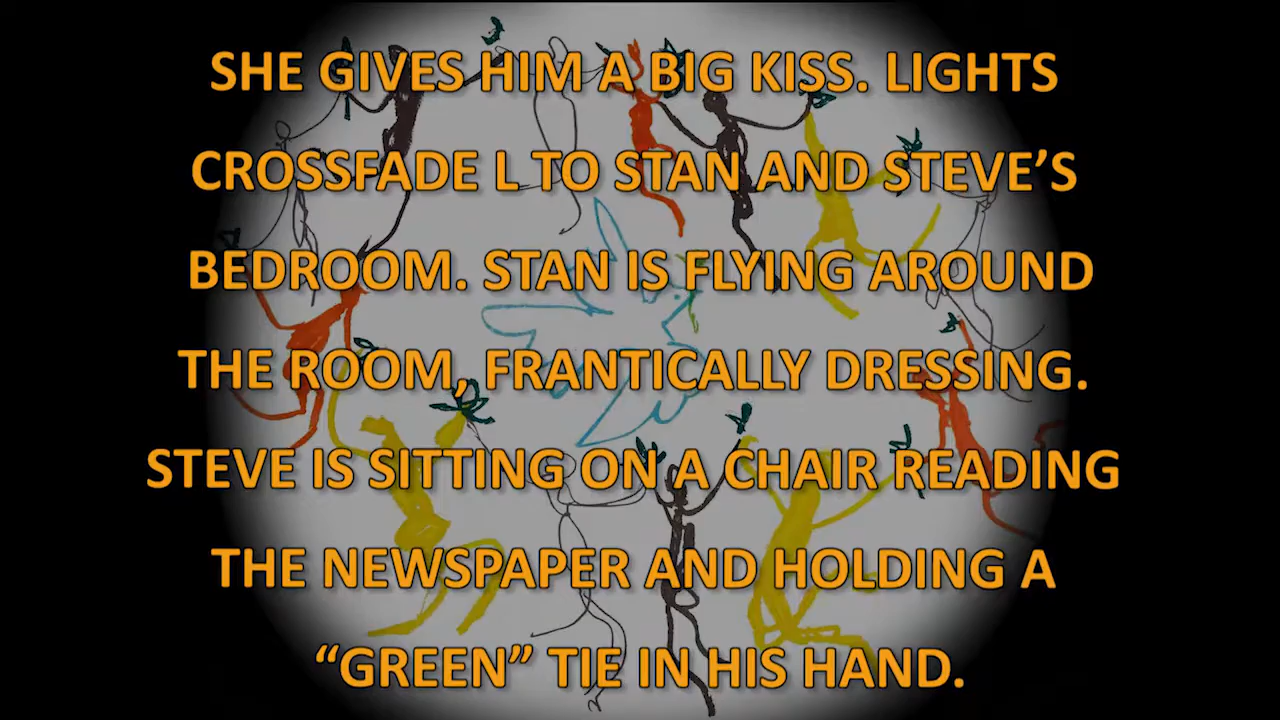 SHE GIVES HIM A BIG KISS. LIGHTS
CROSSFADE L TO STAN AND STEVE’S
BEDROOM. STAN IS FLYING AROUND
THE ROOM, FRANTICALLY DRESSING.
STEVE IS SITTING ON A CHAIR READING
THE NEWSPAPER AND HOLDING A
“GREEN” TIE IN HIS HAND.